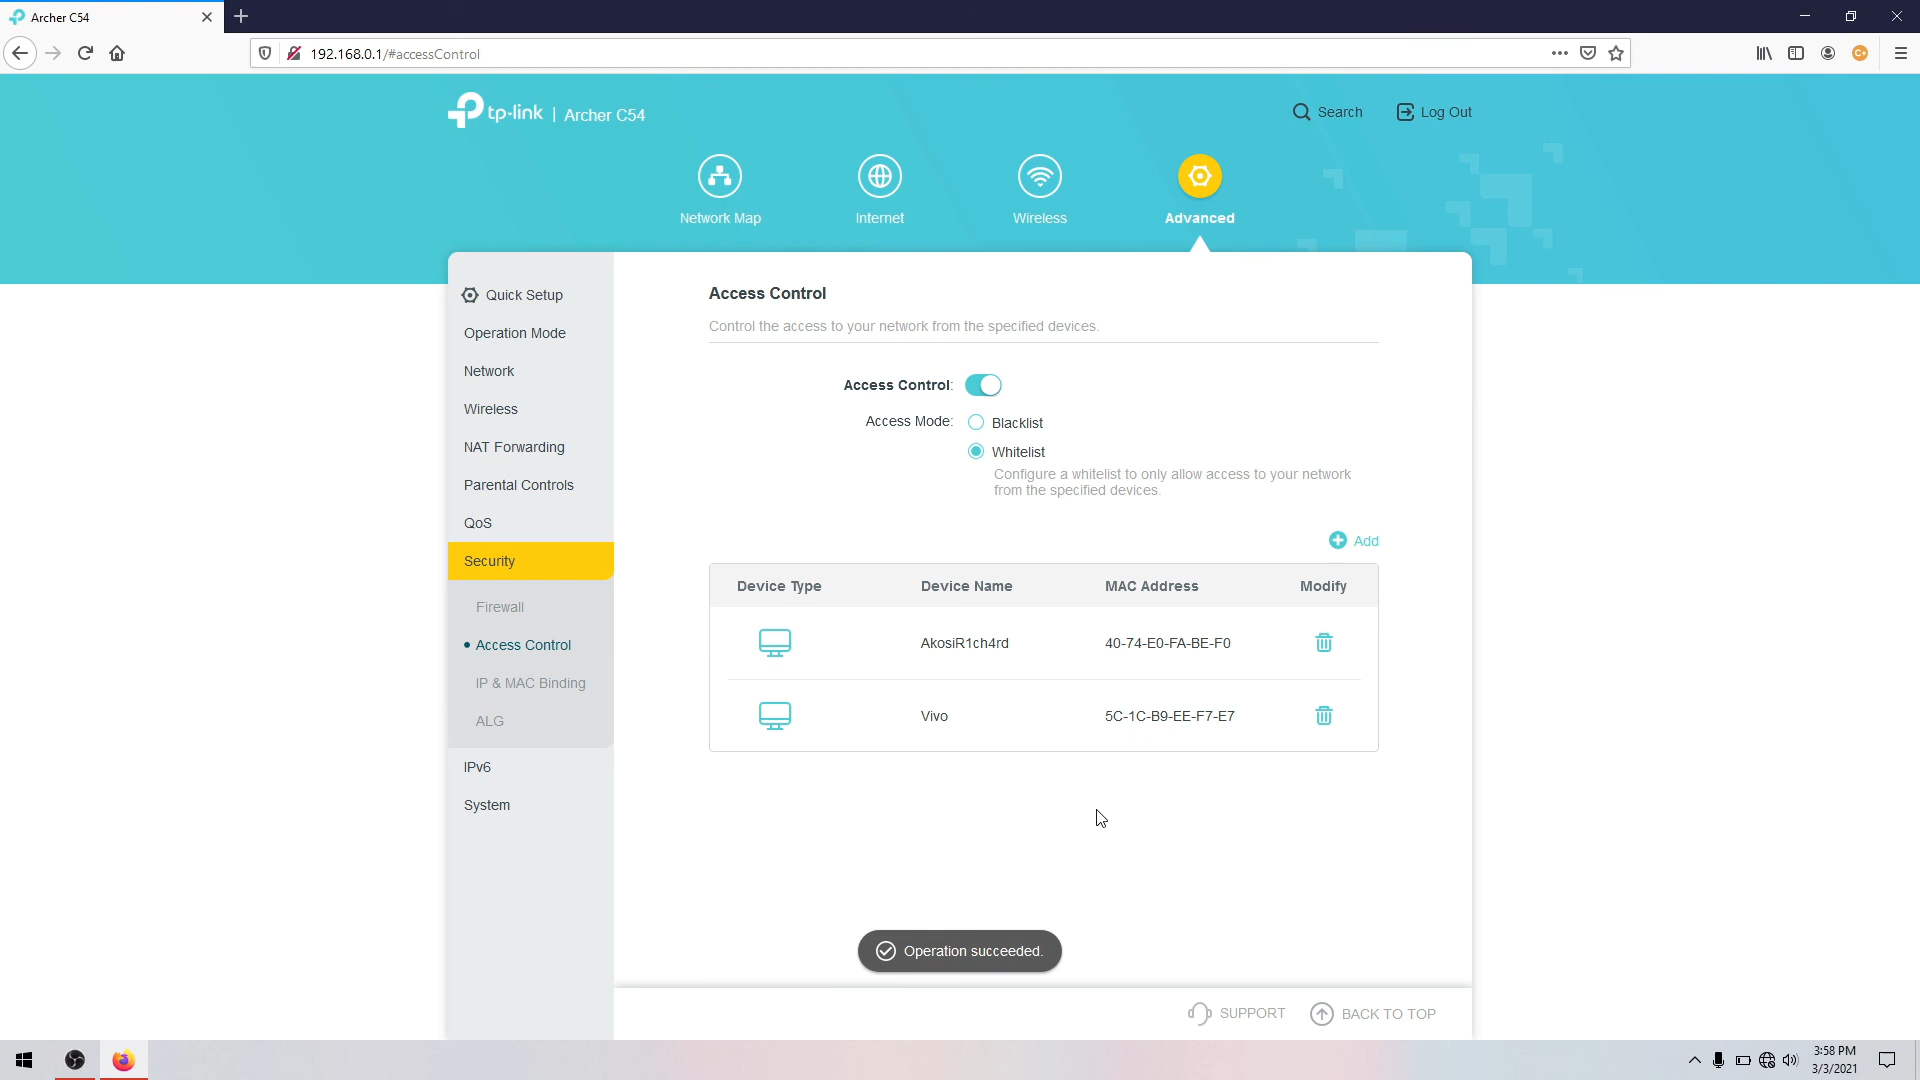 Archer C54
192.168.0.1/#accessControl
tp-link | Archer C54
Search
Log Out
Network Map
Internet
Wireless
Advanced
Quick Setup
Operation Mode
Network
Wireless
NAT Forwarding
Parental Controls
QoS
Security
Firewall
Access Control
IP & MAC Binding
ALG
IPv6
System
Access Control
Control the access to your network from the specified devices.
Access Control:
Access Mode:
Blacklist
Whitelist
Configure a whitelist to only allow access to your network
from the specified devices.
Add
Device Type Device Name MAC Address Modify
AkosiR1ch4rd 40-74-E0-FA-BE-F0
Vivo 5C-1C-B9-EE-F7-E7
Operation succeeded.
SUPPORT
BACK TO TOP
3:58 PM
3/3/2021